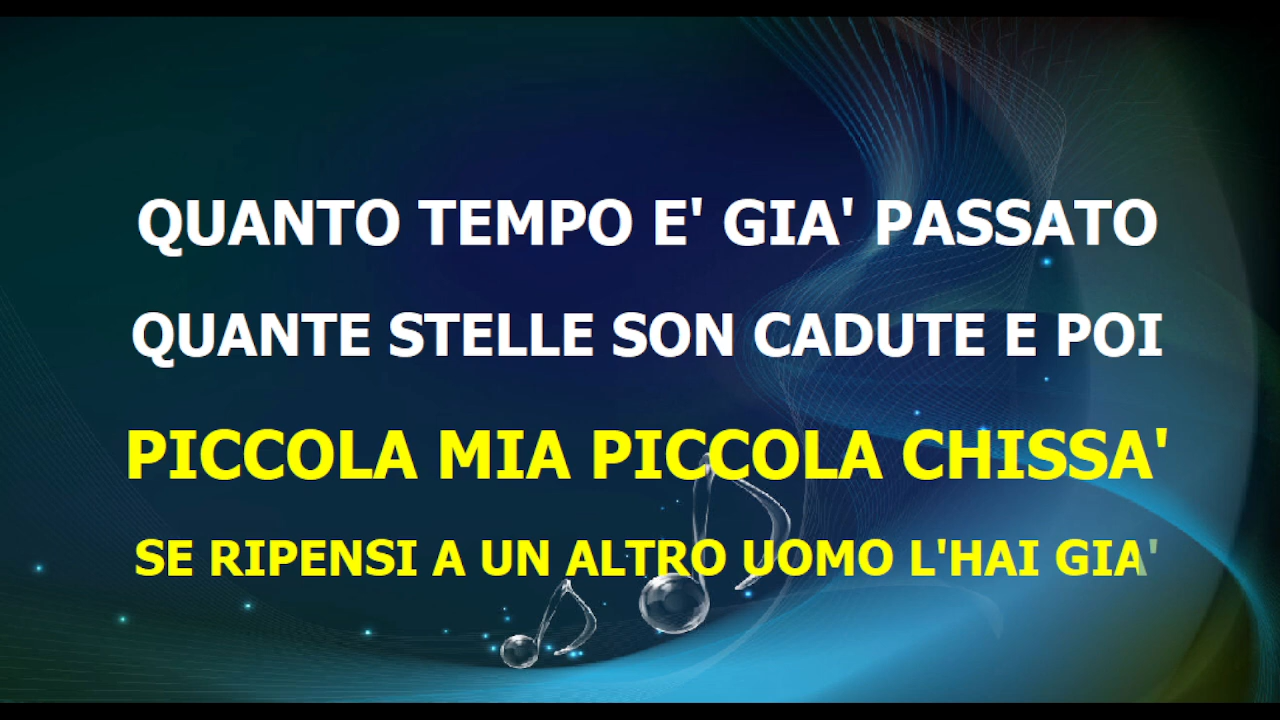 QUANTO TEMPO E' GIA' PASSATO
QUANTE STELLE SON CADUTE E POI
PICCOLA MIA PICCOLA CHISSA'
SE RIPENSI A UN ALTRO UOMO L'HAI GIA'